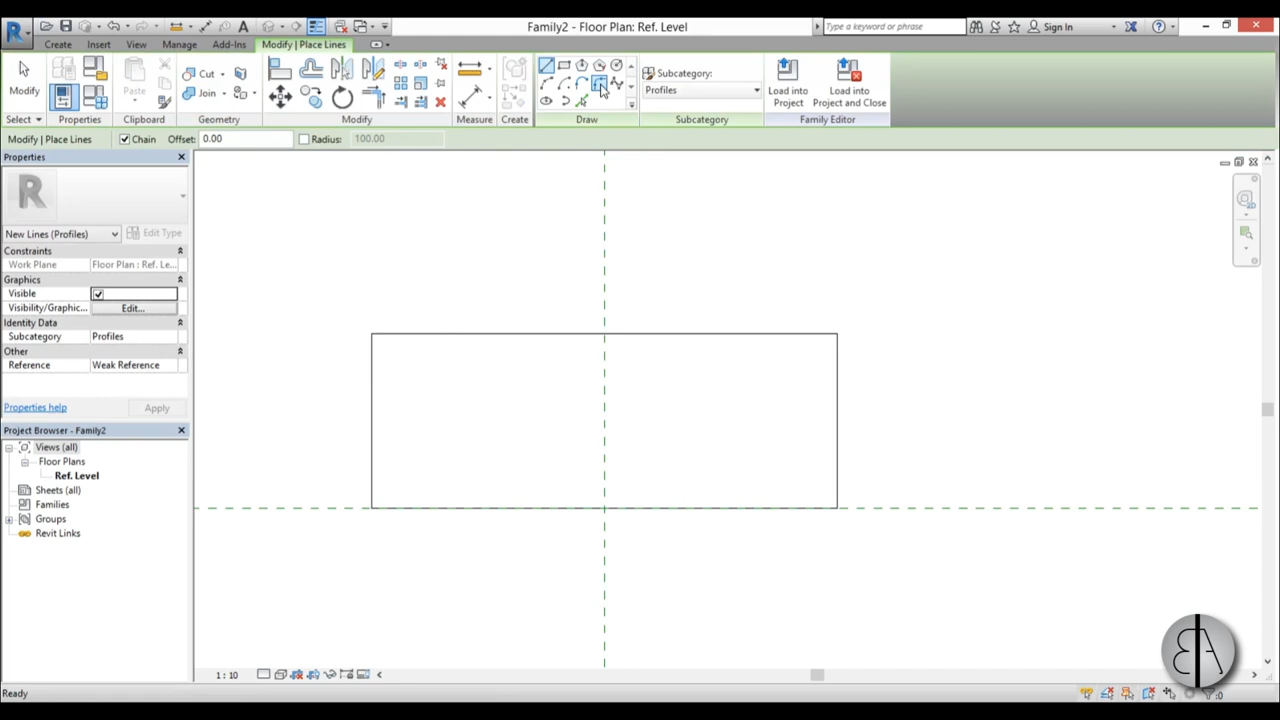 Family2 - Floor Plan: Ref. Level
Type a keyword or phrase
Sign In
Create
Insert
View
Manage
Add-Ins
Modify | Place Lines
Modify
Paste
Cut
Join
Subcategory:
Profiles
Load into
Project
Load into
Project and Close
Select
Properties
Clipboard
Geometry
Modify
Measure
Create
Draw
Subcategory
Family Editor
Modify | Place Lines
Chain
Offset:
0.00
Radius:
100.00
Properties
R
New Lines (Profiles)
Edit Type
Constraints
Work Plane
Floor Plan : Ref. Le...
Graphics
Visible
Visibility/Graphic...
Edit...
Identity Data
Subcategory
Profiles
Other
Reference
Weak Reference
Properties help
Apply
Project Browser - Family2
Views (all)
Floor Plans
Ref. Level
Sheets (all)
Families
Groups
Revit Links
1 : 10
Ready
:0